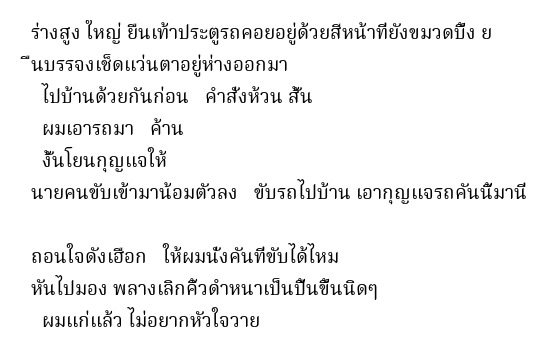 ร่างสูง ใหญ่ ยืนเท้าประตูรถคอยอยู่ด้วยสีหน้าที่ยังขมวดบึ้ง ย
ืนบรรจงเช็ดแว่นตาอยู่ห่างออกมา
ไปบ้านด้วยกันก่อน คำสั่งห้วน สั้น
ผมเอารถมา ค้าน
งั้นโยนกุญแจให้
นายคนขับเข้ามาน้อมตัวลง ขับรถไปบ้าน เอากุญแจรถคันนี้มานี่
ถอนใจดังเฮือก ให้ผมนั่งคันที่ขับได้ไหม
หันไปมอง พลางเลิกคิ้วดำหนาเป็นปื้นขึ้นนิดๆ
ผมแก่แล้ว ไม่อยากหัวใจวาย